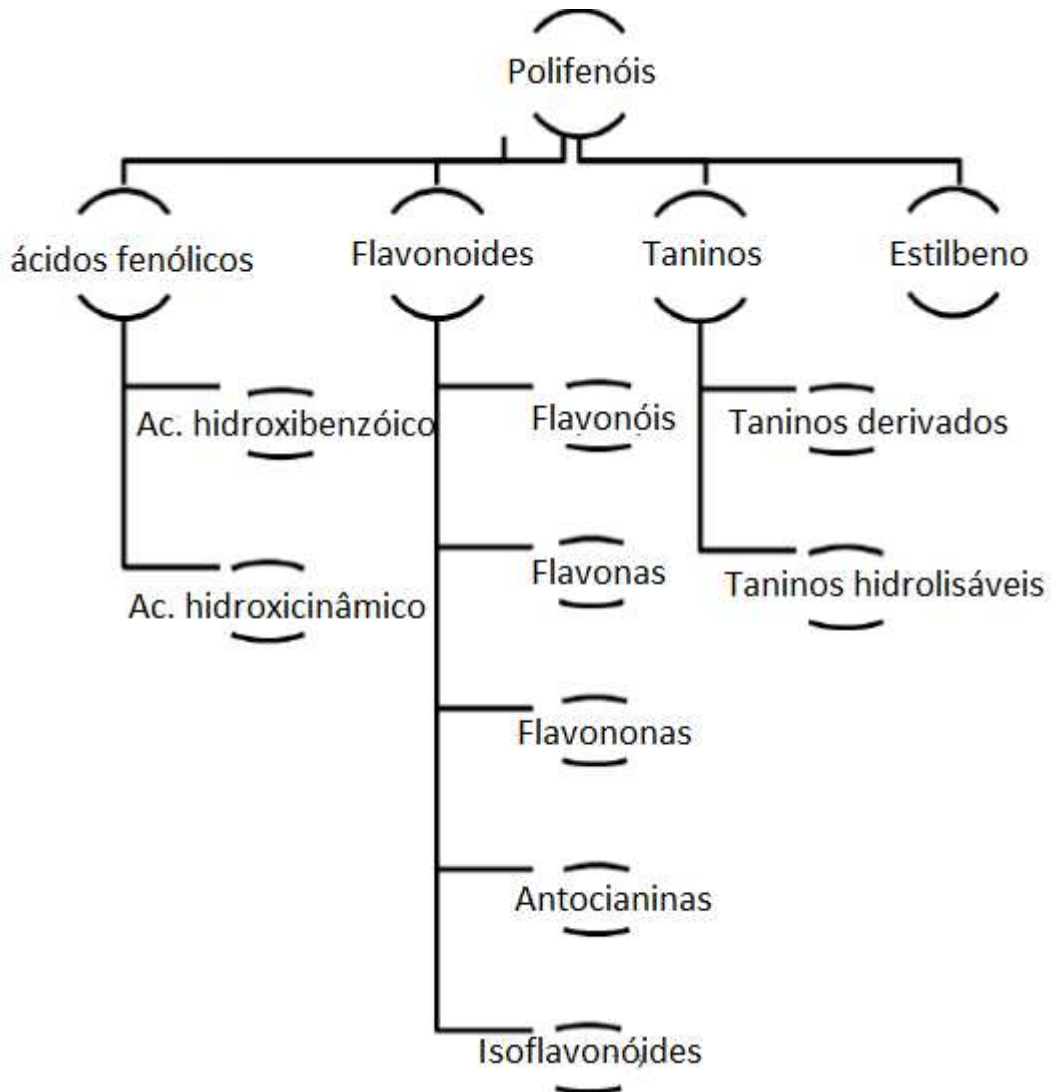 Polifenóis
ácidos fenólicos
Flavonoides
Taninos
Estilbeno
Ac. hidroxibenzóico
Ac. hidroxicinâmico
Flavonóis
Flavonas
Flavononas
Antocianinas
Isoflavonóides
Taninos derivados
Taninos hidrolisáveis